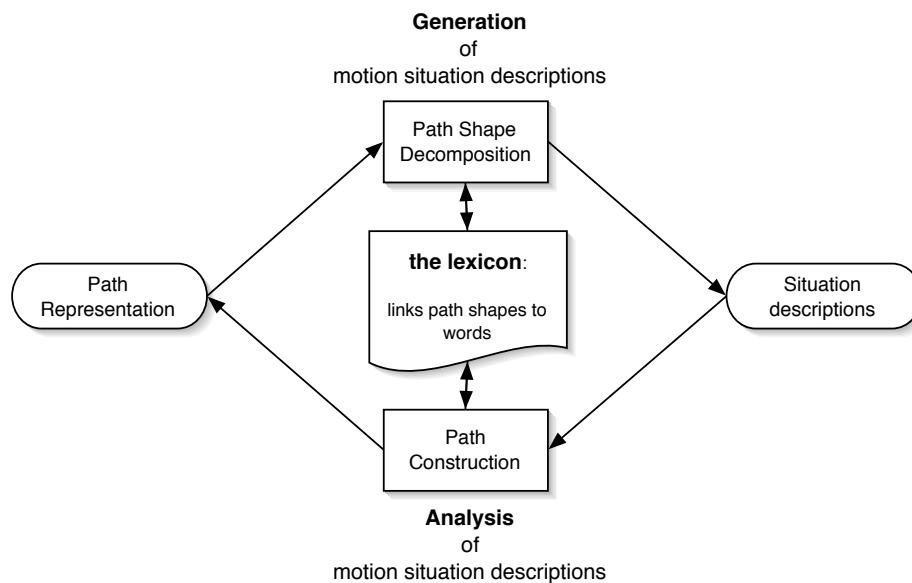 Generation
of
motion situation descriptions
Path Shape
Decomposition
the lexicon:
links path shapes to
words
Path
Representation
Situation
descriptions
Path
Construction
Analysis
of
motion situation descriptions